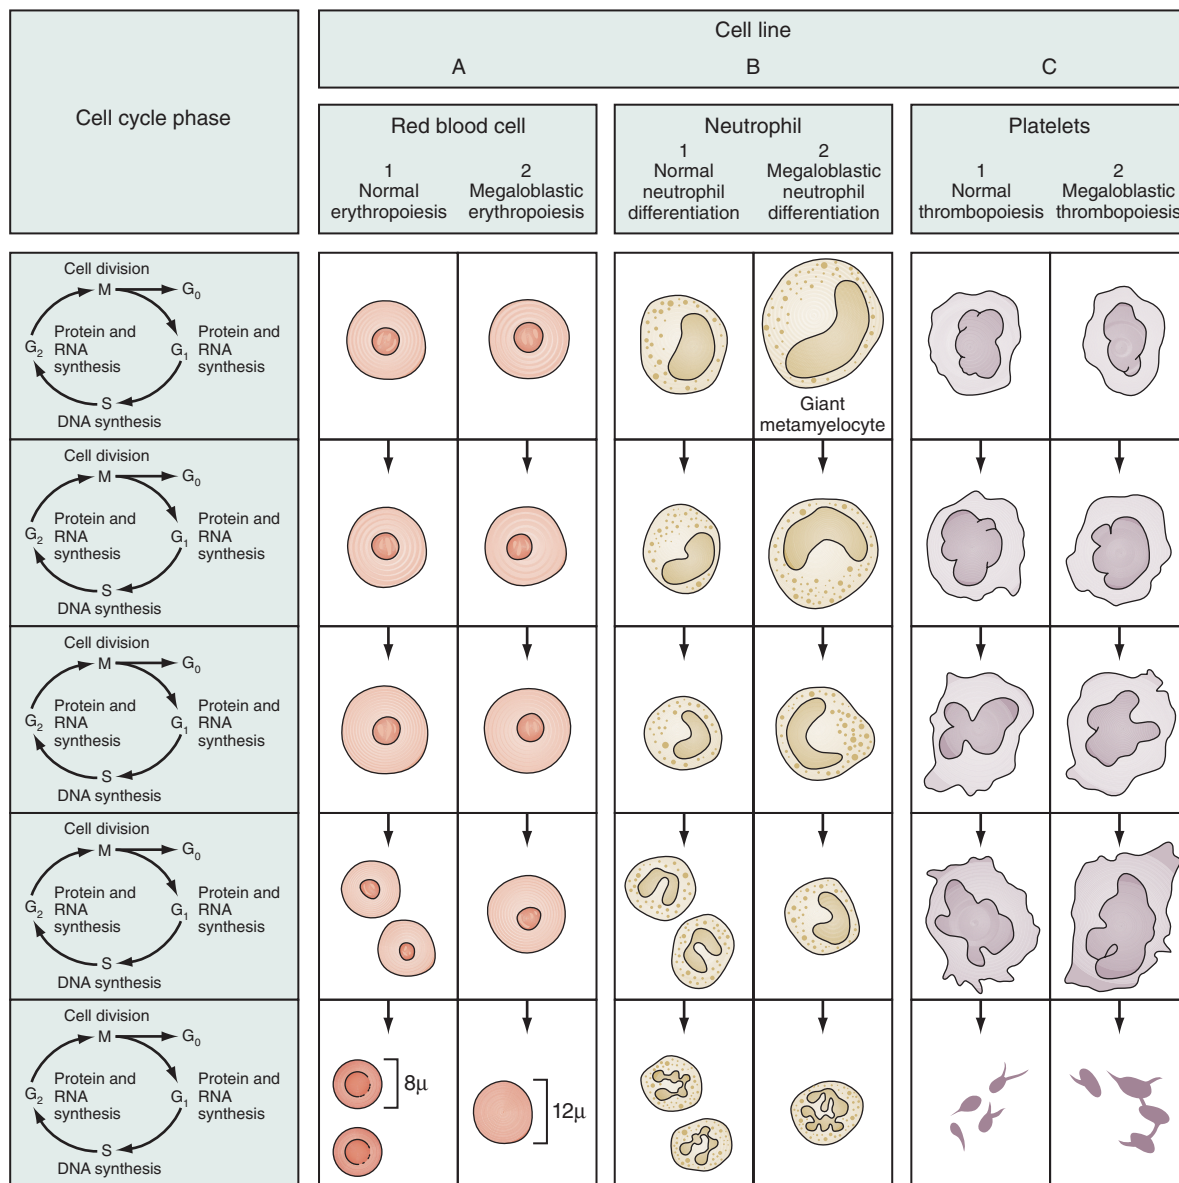 Cell cycle phase
Cell line
A
B
C
Red blood cell
1
Normal
erythropoiesis
2
Megaloblastic
erythropoiesis
Neutrophil
1
Normal
neutrophil
differentiation
2
Megaloblastic
neutrophil
differentiation
Platelets
1
Normal
thrombopoiesis
2
Megaloblastic
thrombopoiesis
Cell division
M
G0
G2
Protein and
RNA
synthesis
G1
Protein and
RNA
synthesis
S
DNA synthesis
Giant
metamyelocyte
Cell division
M
G0
G2
Protein and
RNA
synthesis
G1
Protein and
RNA
synthesis
S
DNA synthesis
Cell division
M
G0
G2
Protein and
RNA
synthesis
G1
Protein and
RNA
synthesis
S
DNA synthesis
Cell division
M
G0
G2
Protein and
RNA
synthesis
G1
Protein and
RNA
synthesis
S
DNA synthesis
Cell division
M
G0
G2
Protein and
RNA
synthesis
G1
Protein and
RNA
synthesis
S
DNA synthesis
8μ
12μ